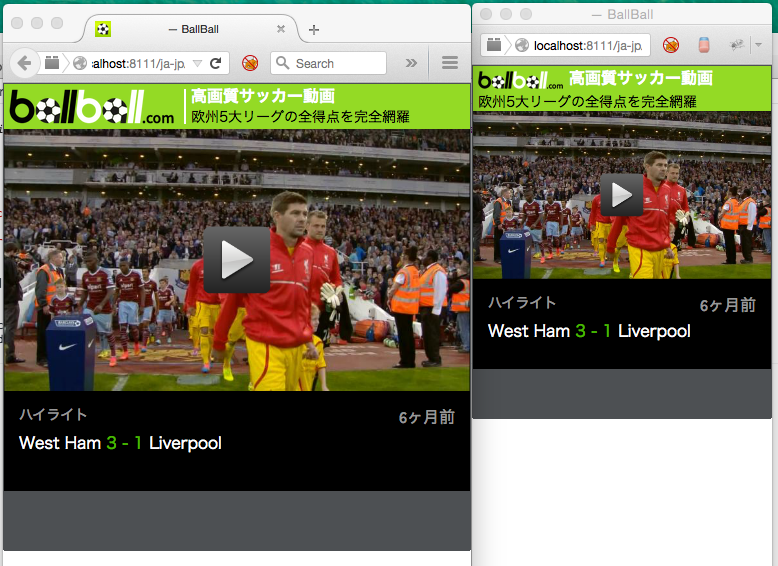 — BallBall
:alhost:8111/ja-jp.
Search
ballball.com
高画質サッカー動画
欧州5大リーグの全得点を完全網羅
BARCLAYS
ハイライト
6ヶ月前
West Ham 3 - 1 Liverpool
— BallBall
localhost:8111/ja-jp.
ballball.com
高画質サッカー動画
欧州5大リーグの全得点を完全網羅
ハイライト
6ヶ月前
West Ham 3 - 1 Liverpool